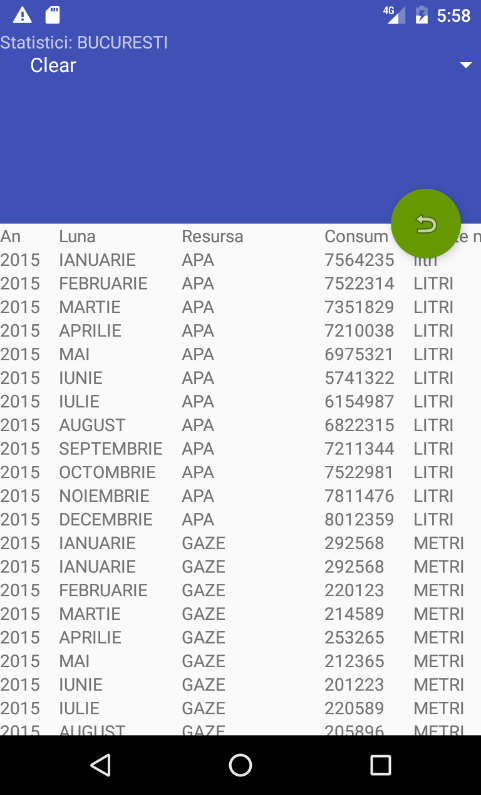 4G 5:58
Statistici: BUCURESTI
Clear
An Luna Resursa Consum
2015 IANUARIE APA 7564235 litri
2015 FEBRUARIE APA 7522314 LITRI
2015 MARTIE APA 7351829 LITRI
2015 APRILIE APA 7210038 LITRI
2015 MAI APA 6975321 LITRI
2015 IUNIE APA 5741322 LITRI
2015 IULIE APA 6154987 LITRI
2015 AUGUST APA 6822315 LITRI
2015 SEPTEMBRIE APA 7211344 LITRI
2015 OCTOMBRIE APA 7522981 LITRI
2015 NOIEMBRIE APA 7811476 LITRI
2015 DECEMBRIE APA 8012359 LITRI
2015 IANUARIE GAZE 292568 METRI
2015 IANUARIE GAZE 292568 METRI
2015 FEBRUARIE GAZE 220123 METRI
2015 MARTIE GAZE 214589 METRI
2015 APRILIE GAZE 253265 METRI
2015 MAI GAZE 212365 METRI
2015 IUNIE GAZE 201223 METRI
2015 IULIE GAZE 220589 METRI
2015 AUGUST GAZE 205896 METRI